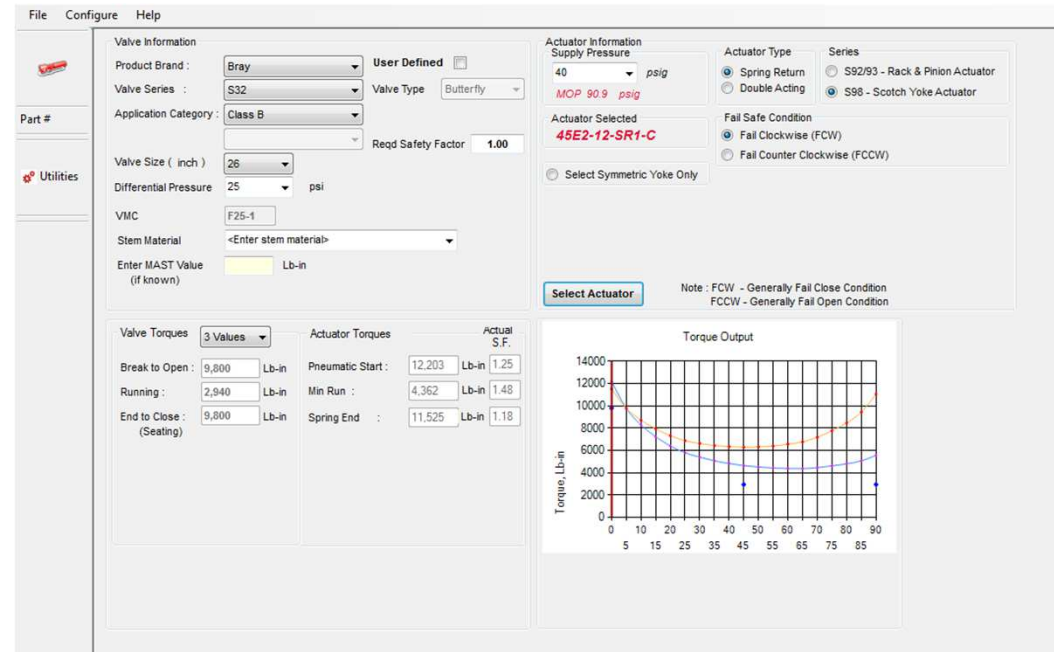 File Configure Help
Part #
Utilities
Valve Information
Product Brand : Bray User Defined
Valve Series : S32 Valve Type Butterfly
Application Category : Class B
Reqd Safety Factor 1.00
Valve Size ( inch ) 26
Differential Pressure 25 psi
VMC F25-1
Stem Material <Enter stem material>
Enter MAST Value Lb-in
(if known)
Actuator Information
Supply Pressure
40 psig
MOP 90.9 psig
Actuator Type
Spring Return
Double Acting
Series
S92/93 - Rack & Pinion Actuator
S98 - Scotch Yoke Actuator
Actuator Selected
45E2-12-SR1-C
Fail Safe Condition
Fail Clockwise (FCW)
Fail Counter Clockwise (FCCW)
Select Symmetric Yoke Only
Select Actuator
Note : FCW - Generally Fail Close Condition
FCCW - Generally Fail Open Condition
Valve Torques 3 Values
Break to Open : 9,800 Lb-in
Running : 2,940 Lb-in
End to Close : 9,800 Lb-in
(Seating)
Actuator Torques Actual
S.F.
Pneumatic Start : 12,203 Lb-in 1.25
Min Run : 4,362 Lb-in 1.48
Spring End : 11,525 Lb-in 1.18
Torque Output
Torque, Lb-in
14000
12000
10000
8000
6000
4000
2000
0
0 10 20 30 40 50 60 70 80 90
5 15 25 35 45 55 65 75 85